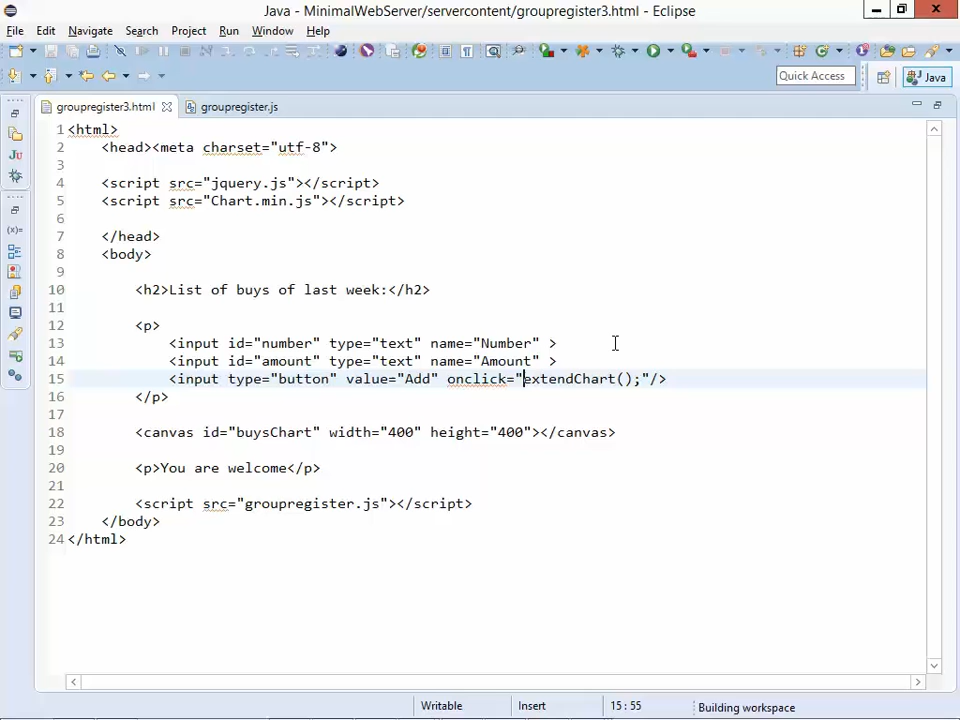 Java - MinimalWebServer/servercontent/groupregister3.html - Eclipse
File Edit Navigate Search Project Run Window Help
Quick Access
Java
groupregister3.html groupregister.js
1 <html>
2 <head><meta charset="utf-8">
3
4 <script src="jquery.js"></script>
5 <script src="Chart.min.js"></script>
6
7 </head>
8 <body>
9
10 <h2>List of buys of last week:</h2>
11
12 <p>
13 <input id="number" type="text" name="Number" >
14 <input id="amount" type="text" name="Amount" >
15 <input type="button" value="Add" onclick="extendChart();"/>
16 </p>
17
18 <canvas id="buysChart" width="400" height="400"></canvas>
19
20 <p>You are welcome</p>
21
22 <script src="groupregister.js"></script>
23 </body>
24 </html>
Writable Insert 15 : 55 Building workspace